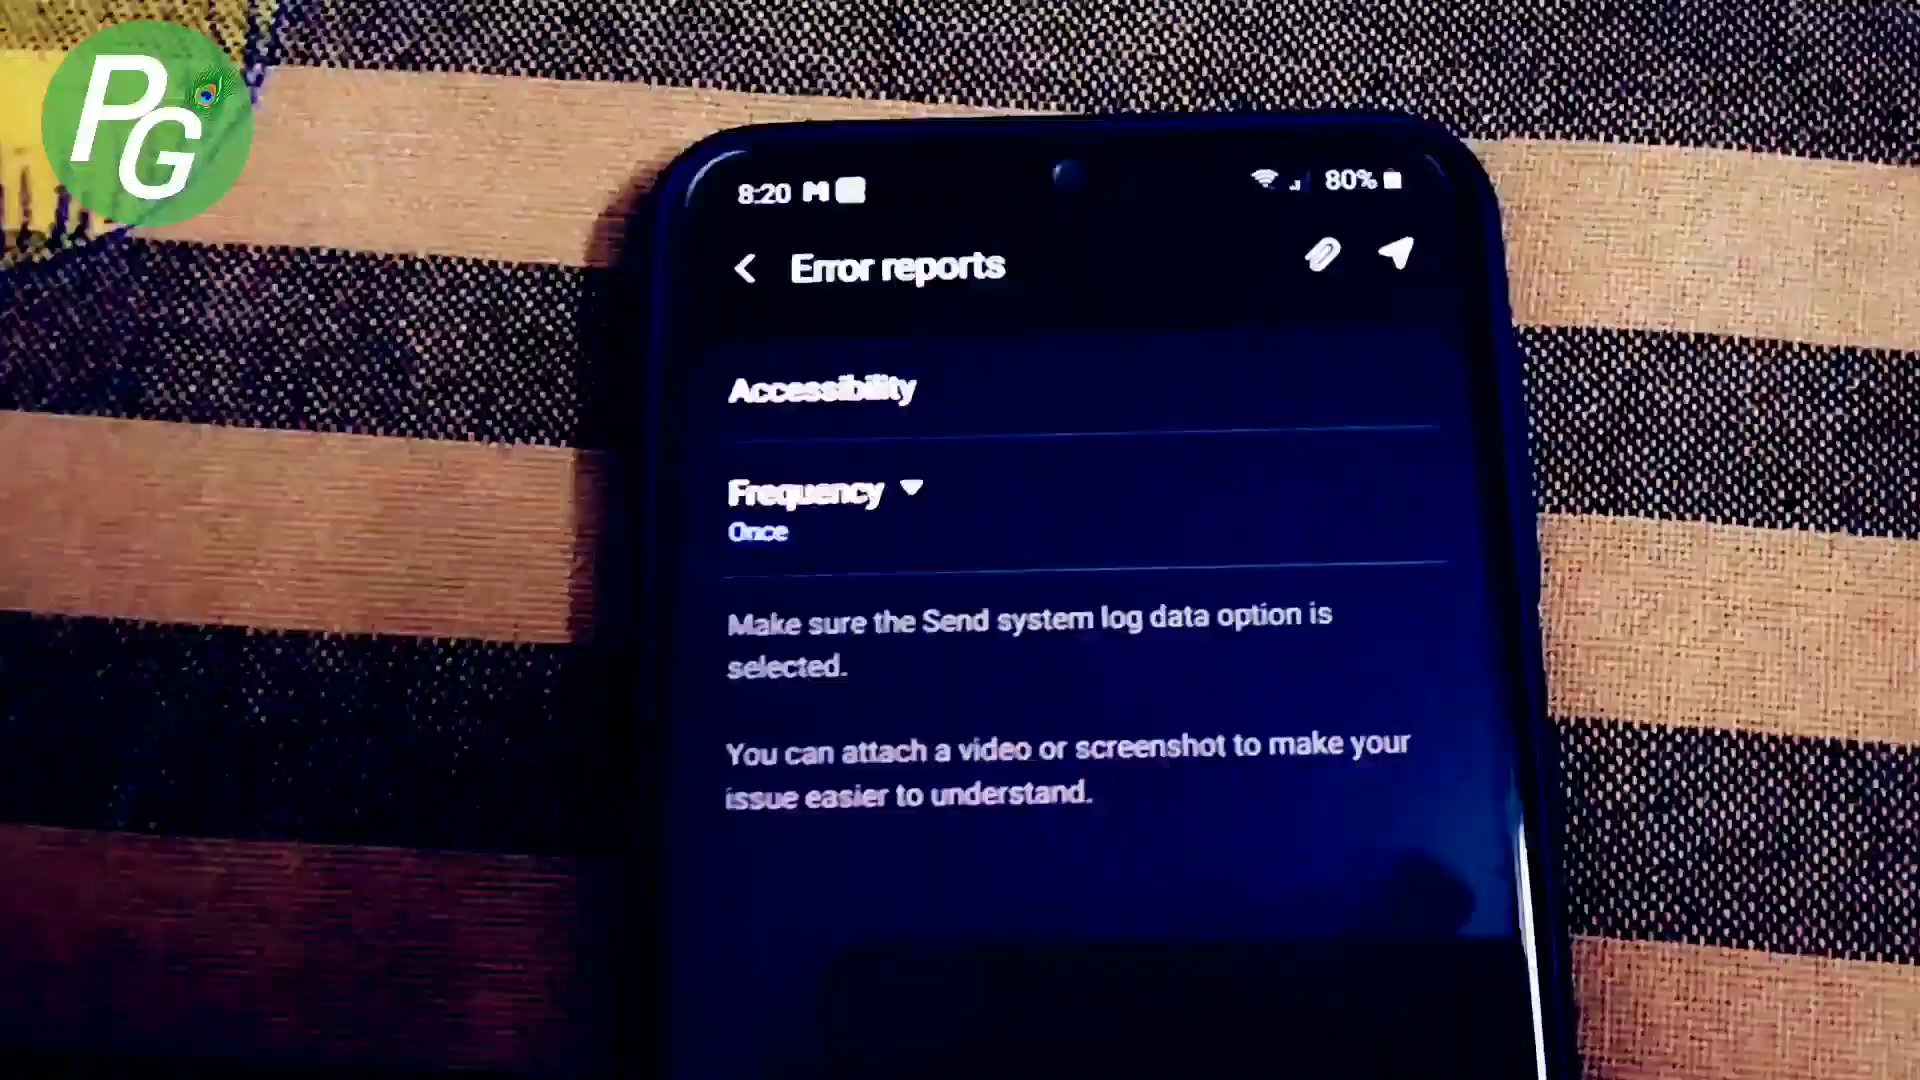 PG
8:20
80%
Error reports
Accessibility
Frequency
Once
Make sure the Send system log data option is
selected.
You can attach a video or screenshot to make your
issue easier to understand.